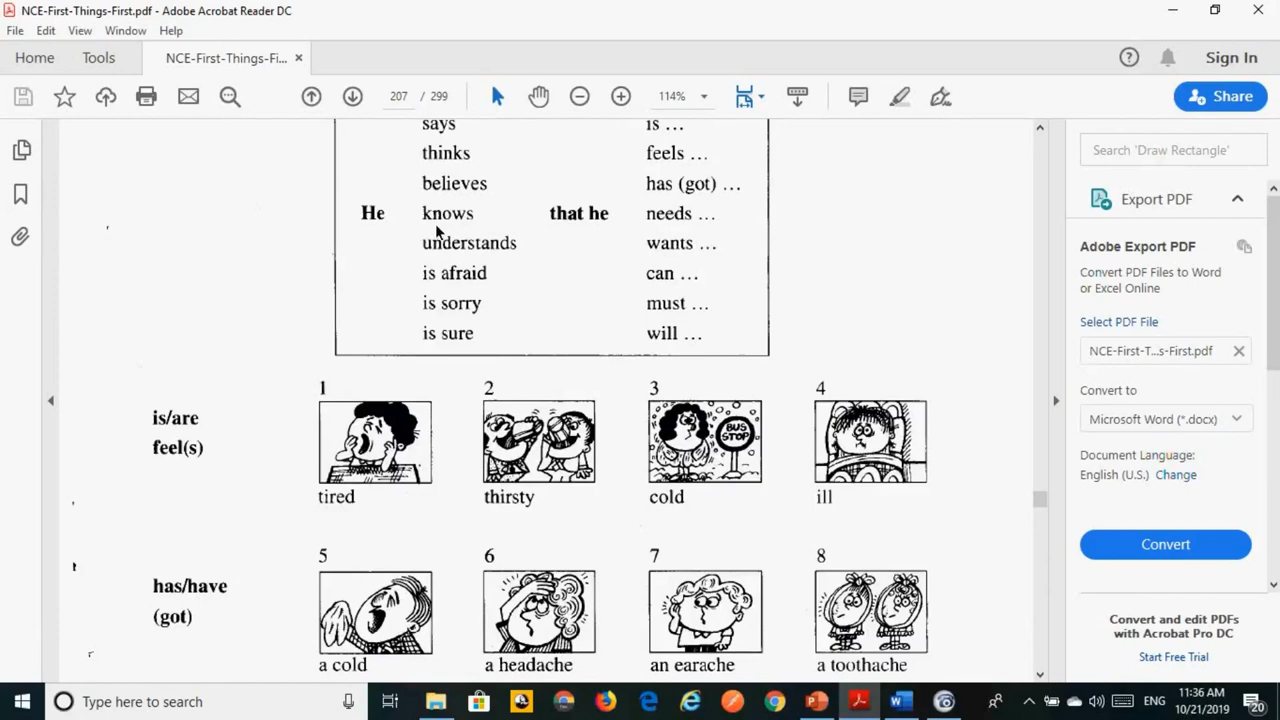 NCE-First-Things-First.pdf - Adobe Acrobat Reader DC
File Edit View Window Help
Home Tools NCE-First-Things-Fi... × Sign In
207 / 299 114% Share
says is ...
thinks feels ...
believes has (got) ...
He knows that he needs ...
understands wants ...
is afraid can ...
is sorry must ...
is sure will ...
1 2 3 4
is/are
feel(s)
BUS
STOP
tired thirsty cold ill
5 6 7 8
has/have
(got)
a cold a headache an earache a toothache
Search 'Draw Rectangle'
Export PDF
Adobe Export PDF
Convert PDF Files to Word
or Excel Online
Select PDF File
NCE-First-T...s-First.pdf
Convert to
Microsoft Word (*.docx)
Document Language:
English (U.S.) Change
Convert
Convert and edit PDFs
with Acrobat Pro DC
Start Free Trial
Type here to search
ENG
11:36 AM
10/21/2019
20